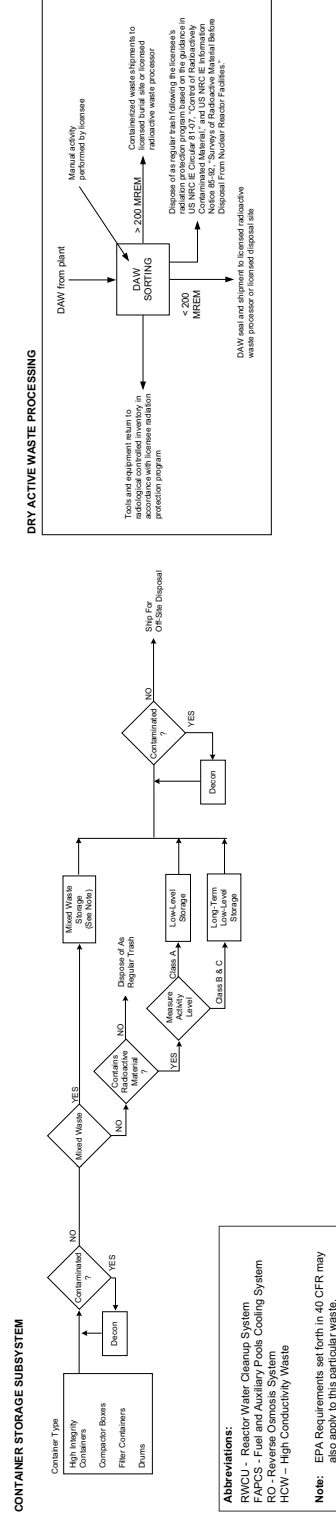 CONTAINER STORAGE SUBSYSTEM
Container Type
High Integrity
Containers
Compactor Boxes
Filter Containers
Drums
Contaminated
?
NO
YES
Decon
Mixed Waste
YES
NO
Mixed Waste
Storage
(See Note)
Contains
Radioactive
Material
?
NO
Dispose of As
Regular Trash
YES
Measure
Activity
Level
Class A
Low-Level
Storage
Class B & C
Long-Term
Low-Level
Storage
Contaminated
?
NO
Ship For
Off-Site Disposal
YES
Decon
Abbreviations:
RWCU - Reactor Water Cleanup System
FAPCS - Fuel and Auxiliary Pools Cooling System
RO - Reverse Osmosis System
HCW – High Conductivity Waste
Note: EPA Requirements set forth in 40 CFR may
also apply to this particular waste.
DRY ACTIVE WASTE PROCESSING
DAW from plant
Manual activity
performed by licensee
DAW
SORTING
> 200 MREM
Containerized waste shipments to
licensed burial site or licensed
radioactive waste processor
Tools and equipment return to
radiological controlled inventory in
accordance with licensee radiation
protection program
< 200
MREM
Dispose of as regular trash following the licensee's
radiation protection program based on the guidance in
US NRC IE Circular 81-07, "Control of Radioactively
Contaminated Material," and US NRC IE Information
Notice 85-92, "Surveys of Radioactive Material Before
Disposal From Nuclear Reactor Facilities."
DAW seal and shipment to licensed radioactive
waste processor or licensed disposal site